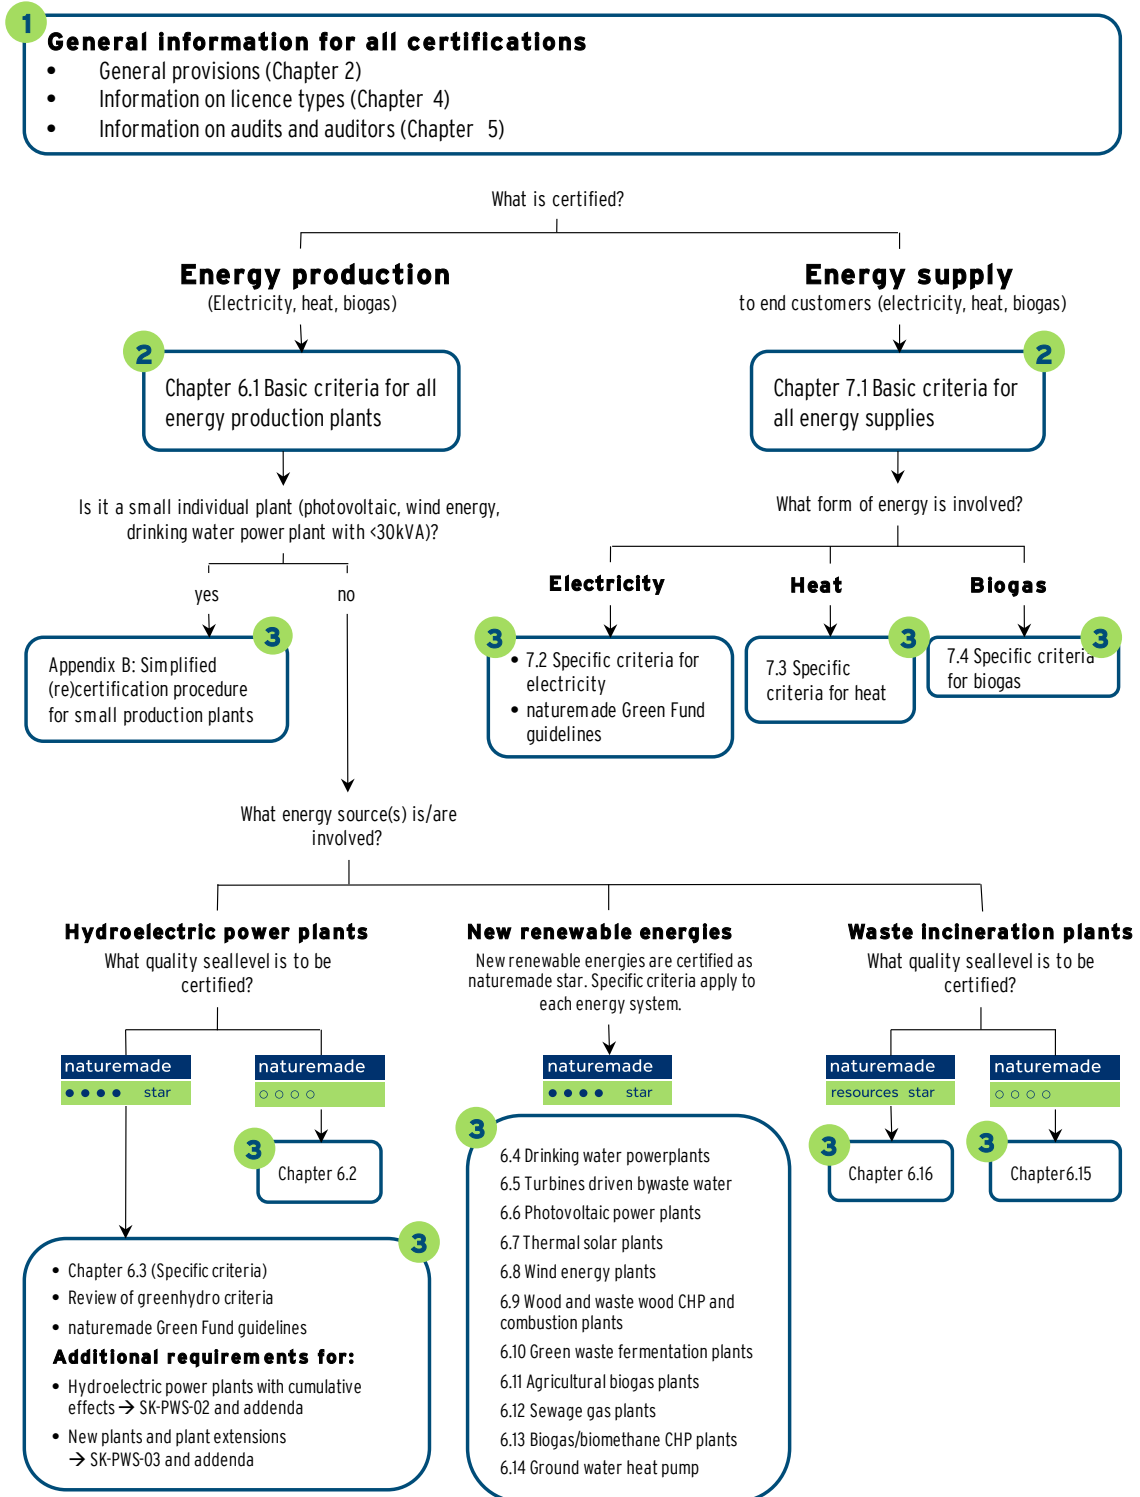 1
General information for all certifications
• General provisions (Chapter 2)
• Information on licence types (Chapter 4)
• Information on audits and auditors (Chapter 5)
What is certified?
Energy production
(Electricity, heat, biogas)
2
Chapter 6.1 Basic criteria for all
energy production plants
Is it a small individual plant (photovoltaic, wind energy,
drinking water power plant with <30kVA)?
yes
no
3
Appendix B: Simplified
(re)certification procedure
for small production plants
Energy supply
to end customers (electricity, heat, biogas)
2
Chapter 7.1 Basic criteria for
all energy supplies
What form of energy is involved?
Electricity
3
• 7.2 Specific criteria for
electricity
• naturemade Green Fund
guidelines
Heat
3
7.3 Specific
criteria for heat
Biogas
3
7.4 Specific criteria
for biogas
What energy source(s) is/are
involved?
Hydroelectric power plants
What quality seallevel is to be
certified?
naturemade
●●●● star
naturemade
○○○○
3
Chapter 6.2
3
• Chapter 6.3 (Specific criteria)
• Review of greenhydro criteria
• naturemade Green Fund guidelines
Additional requirements for:
• Hydroelectric power plants with cumulative
effects → SK-PWS-02 and addenda
• New plants and plant extensions
→ SK-PWS-03 and addenda
New renewable energies
New renewable energies are certified as
naturemade star. Specific criteria apply to
each energy system.
naturemade
●●●● star
3
6.4 Drinking water powerplants
6.5 Turbines driven bywaste water
6.6 Photovoltaic power plants
6.7 Thermal solar plants
6.8 Wind energy plants
6.9 Wood and waste wood CHP and
combustion plants
6.10 Green waste fermentation plants
6.11 Agricultural biogas plants
6.12 Sewage gas plants
6.13 Biogas/biomethane CHP plants
6.14 Ground water heat pump
Waste incineration plants
What quality seallevel is to be
certified?
naturemade
resources star
naturemade
○○○○
3
Chapter 6.16
3
Chapter6.15